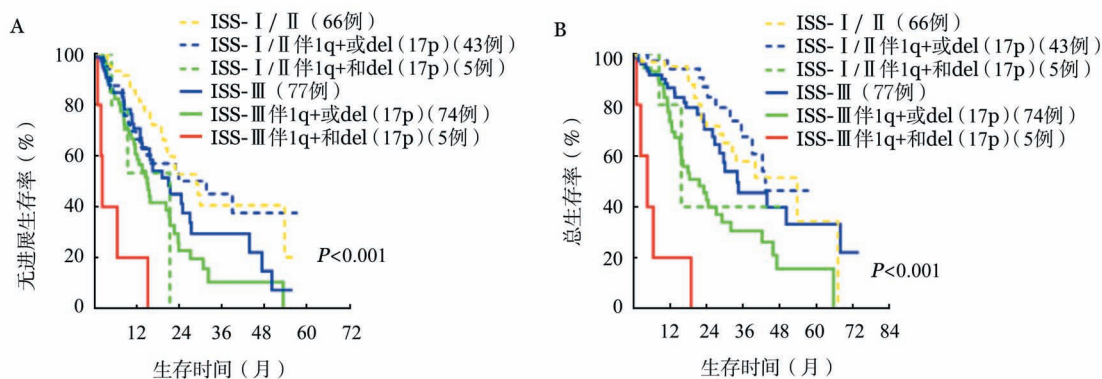 A
ISS-Ⅰ/Ⅱ(66例)
ISS-Ⅰ/Ⅱ伴1q+或del(17p)(43例)
ISS-Ⅰ/Ⅱ伴1q+和del(17p)(5例)
ISS-Ⅲ(77例)
ISS-Ⅲ伴1q+或del(17p)(74例)
ISS-Ⅲ伴1q+和del(17p)(5例)
100
80
60
40
20
0
无进展生存率(%)
P<0.001
12 24 36 48 60 72
生存时间(月)
B
ISS-Ⅰ/Ⅱ(66例)
ISS-Ⅰ/Ⅱ伴1q+或del(17p)(43例)
ISS-Ⅰ/Ⅱ伴1q+和del(17p)(5例)
ISS-Ⅲ(77例)
ISS-Ⅲ伴1q+或del(17p)(74例)
ISS-Ⅲ伴1q+和del(17p)(5例)
100
80
60
40
20
0
总生存率(%)
P<0.001
12 24 36 48 60 72 84
生存时间(月)